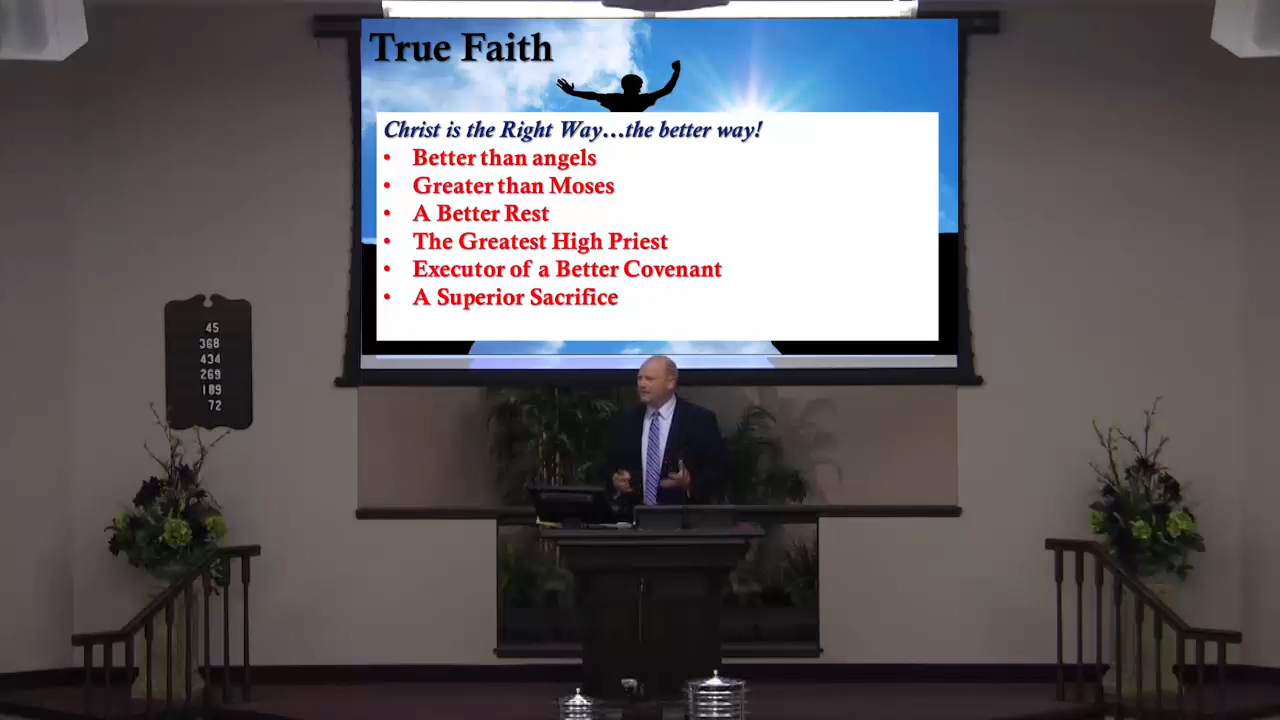 True Faith
Christ is the Right Way...the better way!
• Better than angels
• Greater than Moses
• A Better Rest
• The Greatest High Priest
• Executor of a Better Covenant
• A Superior Sacrifice
45
368
434
269
189
72